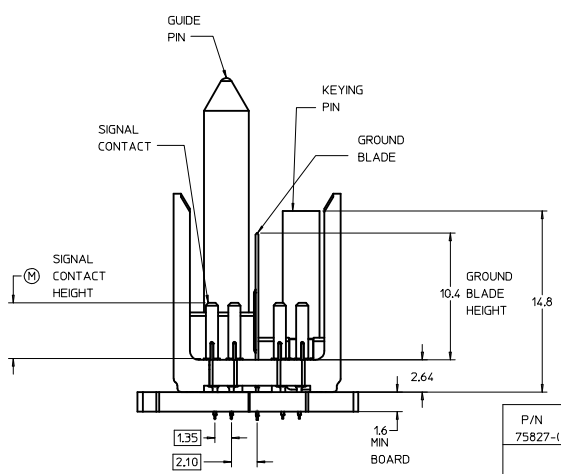 GUIDE
PIN
KEYING
PIN
SIGNAL
CONTACT
GROUND
BLADE
M
SIGNAL
CONTACT
HEIGHT
10.4
GROUND
BLADE
HEIGHT
14.8
2.64
1.35
2.10
1.6
MIN
BOARD
P/N
75827-(